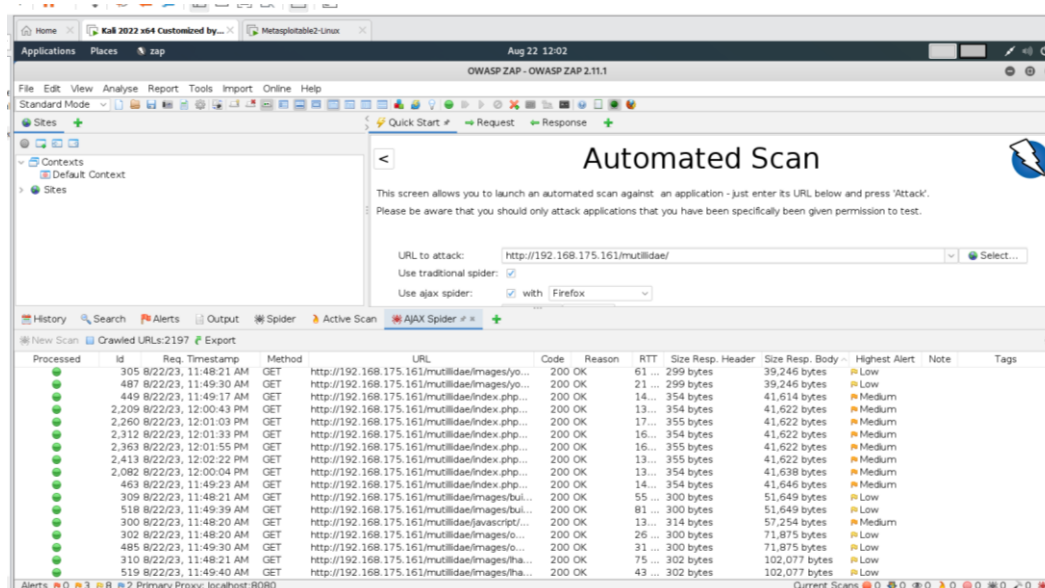 Home Kali 2022 x64 Customized by... Metasploitable2-Linux
Applications Places zap Aug 22 12:02
OWASP ZAP - OWASP ZAP 2.11.1
File Edit View Analyse Report Tools Import Online Help
Standard Mode
Sites Quick Start Request Response
Contexts
Default Context
Sites
< Automated Scan
This screen allows you to launch an automated scan against an application - just enter its URL below and press 'Attack'.
Please be aware that you should only attack applications that you have been specifically been given permission to test.
URL to attack: http://192.168.175.161/mutillidae/ Select...
Use traditional spider:
Use ajax spider: with Firefox
History Search Alerts Output Spider Active Scan AJAX Spider
New Scan Crawled URLs:2197 Export
Processed Id Req. Timestamp Method URL Code Reason RTT Size Resp. Header Size Resp. Body Highest Alert Note Tags
305 8/22/23, 11:48:21 AM GET http://192.168.175.161/mutillidae/images/yo... 200 OK 61 ... 299 bytes 39,246 bytes Low
487 8/22/23, 11:49:30 AM GET http://192.168.175.161/mutillidae/images/yo... 200 OK 21 ... 299 bytes 39,246 bytes Low
449 8/22/23, 11:49:17 AM GET http://192.168.175.161/mutillidae/index.php... 200 OK 14... 354 bytes 41,614 bytes Medium
2,209 8/22/23, 12:00:43 PM GET http://192.168.175.161/mutillidae/index.php... 200 OK 13... 354 bytes 41,622 bytes Medium
2,260 8/22/23, 12:01:03 PM GET http://192.168.175.161/mutillidae/index.php... 200 OK 17... 355 bytes 41,622 bytes Medium
2,312 8/22/23, 12:01:33 PM GET http://192.168.175.161/mutillidae/index.php... 200 OK 16... 354 bytes 41,622 bytes Medium
2,363 8/22/23, 12:01:55 PM GET http://192.168.175.161/mutillidae/index.php... 200 OK 16... 355 bytes 41,622 bytes Medium
2,413 8/22/23, 12:02:22 PM GET http://192.168.175.161/mutillidae/index.php... 200 OK 13... 355 bytes 41,622 bytes Medium
2,082 8/22/23, 12:00:04 PM GET http://192.168.175.161/mutillidae/index.php... 200 OK 13... 354 bytes 41,638 bytes Medium
463 8/22/23, 11:49:23 AM GET http://192.168.175.161/mutillidae/index.php... 200 OK 14... 354 bytes 41,646 bytes Medium
309 8/22/23, 11:48:21 AM GET http://192.168.175.161/mutillidae/images/bui... 200 OK 55 ... 300 bytes 51,649 bytes Low
518 8/22/23, 11:49:39 AM GET http://192.168.175.161/mutillidae/images/bui... 200 OK 81 ... 300 bytes 51,649 bytes Low
300 8/22/23, 11:48:20 AM GET http://192.168.175.161/mutillidae/javascript/... 200 OK 13... 314 bytes 57,254 bytes Medium
302 8/22/23, 11:48:20 AM GET http://192.168.175.161/mutillidae/images/o... 200 OK 26 ... 300 bytes 71,875 bytes Low
485 8/22/23, 11:49:30 AM GET http://192.168.175.161/mutillidae/images/o... 200 OK 31 ... 300 bytes 71,875 bytes Low
310 8/22/23, 11:48:21 AM GET http://192.168.175.161/mutillidae/images/lha... 200 OK 75 ... 302 bytes 102,077 bytes Low
519 8/22/23, 11:49:40 AM GET http://192.168.175.161/mutillidae/images/lha... 200 OK 43 ... 302 bytes 102,077 bytes Low
Alerts 0 3 8 2 Primary Proxy: localhost:8080 Current Scans 0 0 0 0 0 0 0